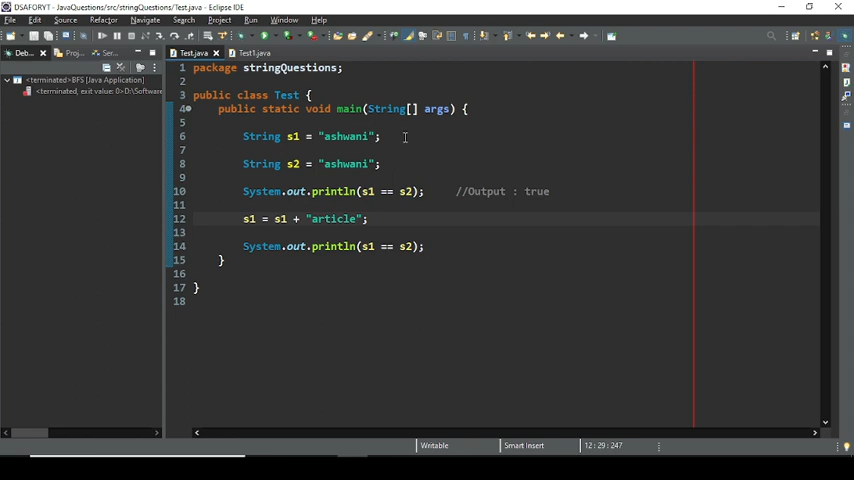 DSAFORYT - JavaQuestions/src/stringQuestions/Test.java - Eclipse IDE
File Edit Source Refactor Navigate Search Project Run Window Help
Deb... Proj... Ser... Test.java Test1.java
<terminated>BFS [Java Application]
<terminated, exit value: 0>D:\Software
1 package stringQuestions;
2
3 public class Test {
4 public static void main(String[] args) {
5
6 String s1 = "ashwani";
7
8 String s2 = "ashwani";
9
10 System.out.println(s1 == s2); //Output : true
11
12 s1 = s1 + "article";
13
14 System.out.println(s1 == s2);
15 }
16
17 }
18
Writable Smart Insert 12 : 29 : 247